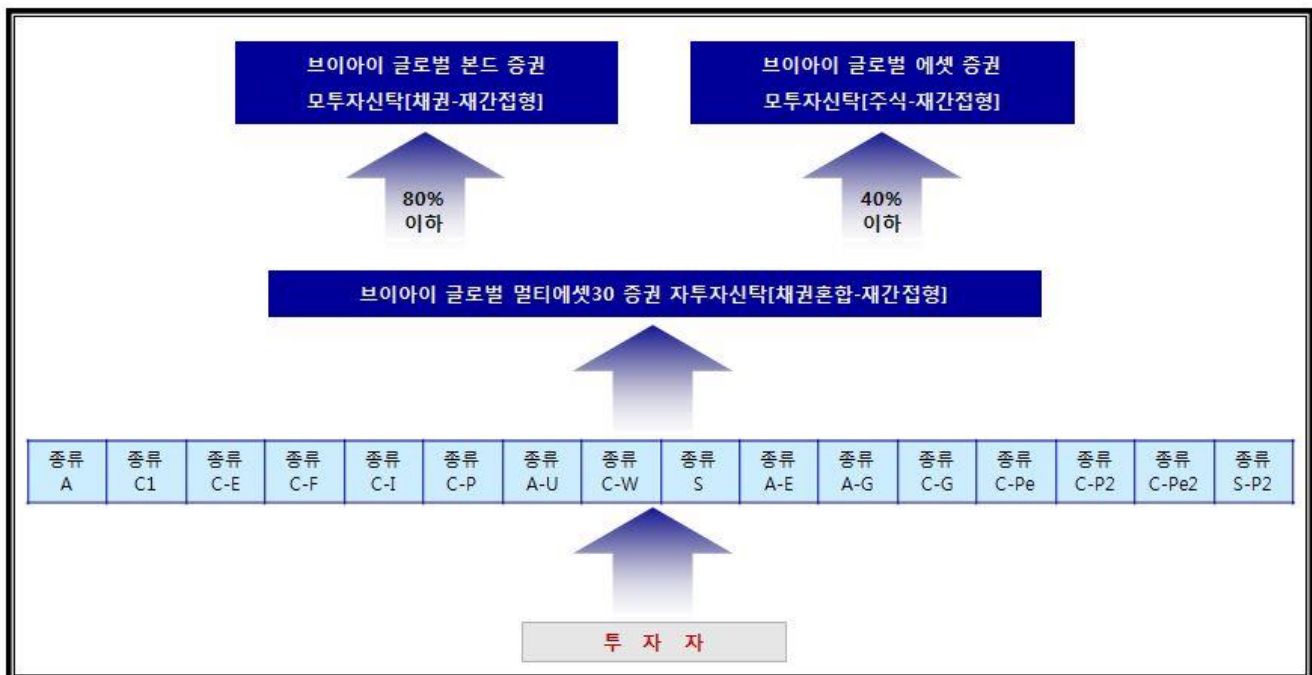 브이아이 글로벌 본드 증권
모투자신탁[채권-재간접형]
브이아이 글로벌 에셋 증권
모투자신탁[주식-재간접형]
80%
이하
40%
이하
브이아이 글로벌 멀티에셋30 증권 자투자신탁[채권혼합-재간접형]
종류
A
종류
C1
종류
C-E
종류
C-F
종류
C-I
종류
C-P
종류
A-U
종류
C-W
종류
S
종류
A-E
종류
A-G
종류
C-G
종류
C-Pe
종류
C-P2
종류
C-Pe2
종류
S-P2
투 자 자